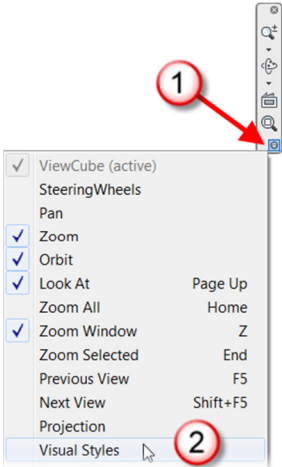 1
ViewCube (active)
SteeringWheels
Pan
Zoom
Orbit
Look At Page Up
Zoom All Home
Zoom Window Z
Zoom Selected End
Previous View F5
Next View Shift+F5
Projection
Visual Styles 2